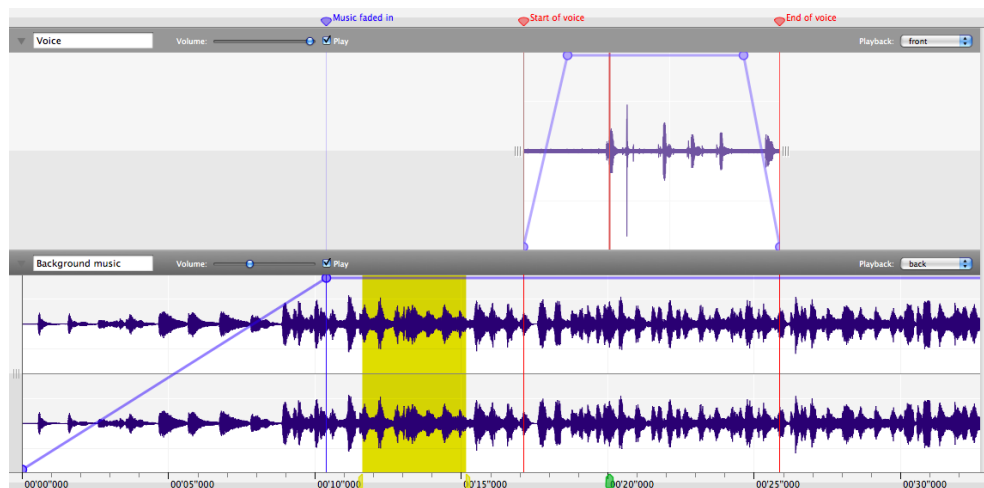 Music faded in
Start of voice
End of voice
Voice
Volume:
Play
Playback:
front
Background music
Volume:
Play
Playback:
back
00'00"000
00'05"000
00'10"000
00'15"000
00'20"000
00'25"000
00'30"000